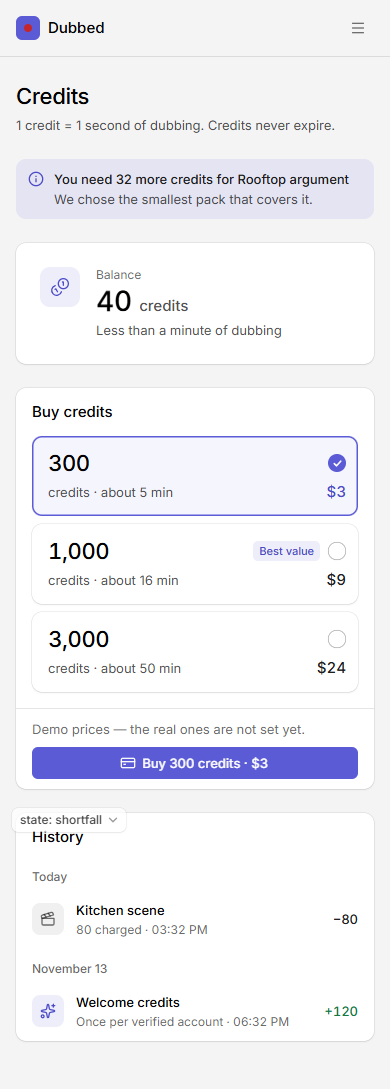 Dubbed
Credits
1 credit = 1 second of dubbing. Credits never expire.
You need 32 more credits for Rooftop argument
We chose the smallest pack that covers it.
Balance
40 credits
Less than a minute of dubbing
Buy credits
300
credits · about 5 min
$3
1,000
Best value
credits · about 16 min
$9
3,000
credits · about 50 min
$24
Demo prices — the real ones are not set yet.
Buy 300 credits · $3
state: shortfall
History
Today
Kitchen scene
−80
80 charged · 03:32 PM
November 13
Welcome credits
+120
Once per verified account · 06:32 PM